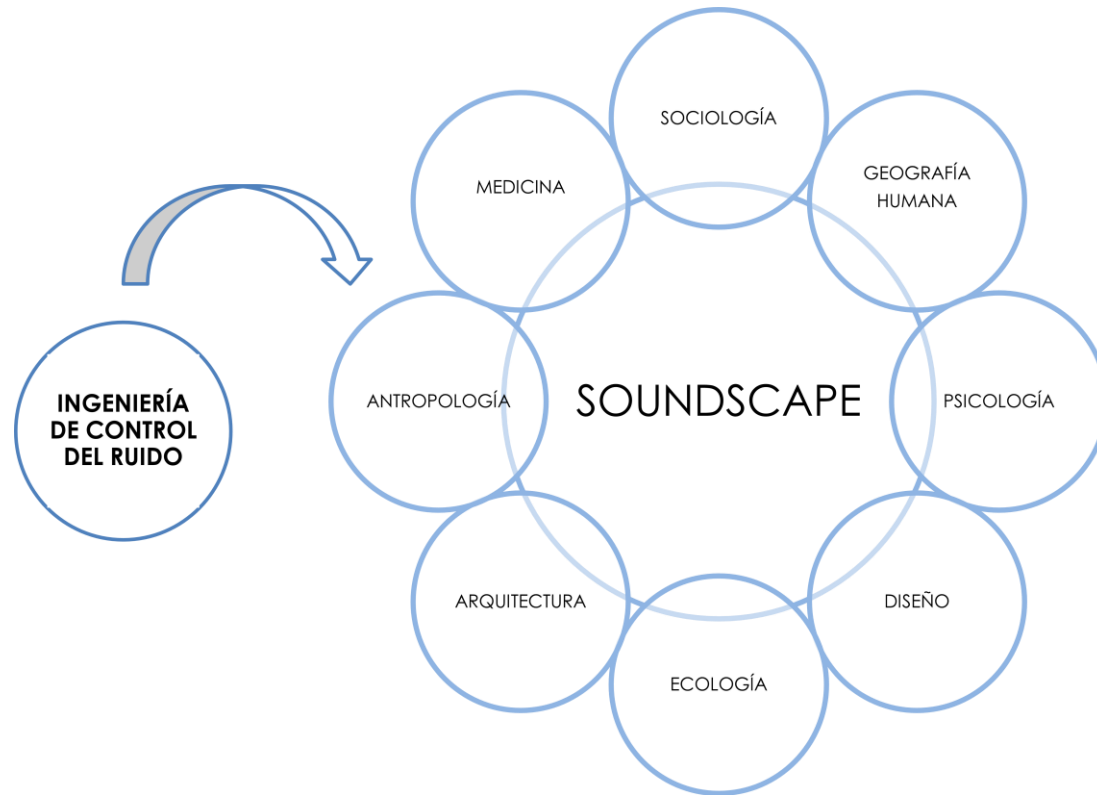 SOCIOLOGÍA
GEOGRAFÍA
HUMANA
MEDICINA
PSICOLOGÍA
SOUNDSCAPE
ANTROPOLOGÍA
INGENIERÍA
DE CONTROL
DEL RUIDO
ARQUITECTURA
DISEÑO
ECOLOGÍA